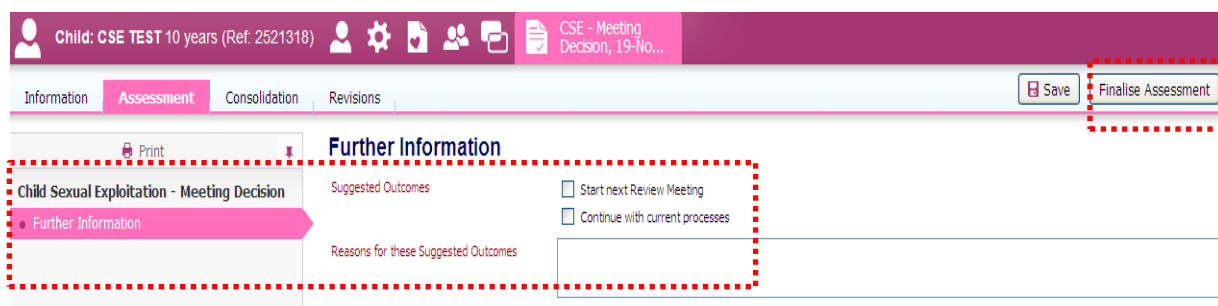 Child: CSE TEST 10 years (Ref: 2521318)
CSE - Meeting
Decision, 19-No...
Information
Assessment
Consolidation
Revisions
Save
Finalise Assessment
Print
Further Information
Child Sexual Exploitation - Meeting Decision
Further Information
Suggested Outcomes
Start next Review Meeting
Continue with current processes
Reasons for these Suggested Outcomes